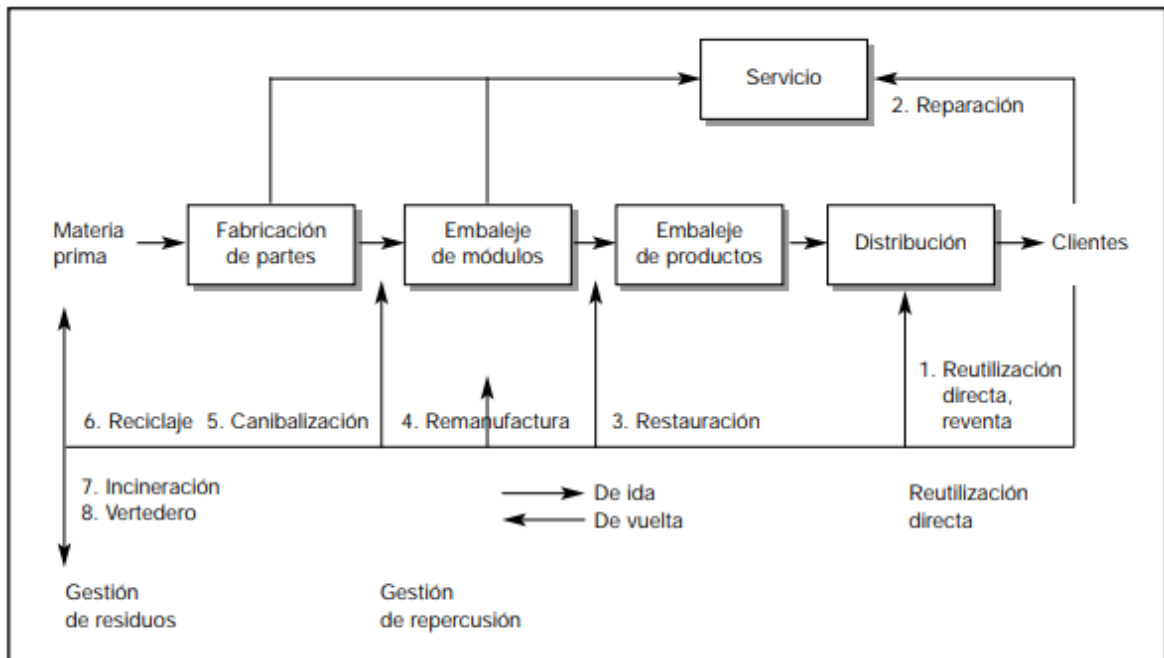 Servicio
2. Reparación
Materia
prima
Fabricación
de partes
Embaleje
de módulos
Embaleje
de productos
Distribución
Clientes
1. Reutilización
directa,
reventa
6. Reciclaje
5. Canibalización
4. Remanufactura
3. Restauración
7. Incineración
8. Vertedero
De ida
De vuelta
Reutilización
directa
Gestión
de residuos
Gestión
de repercusión